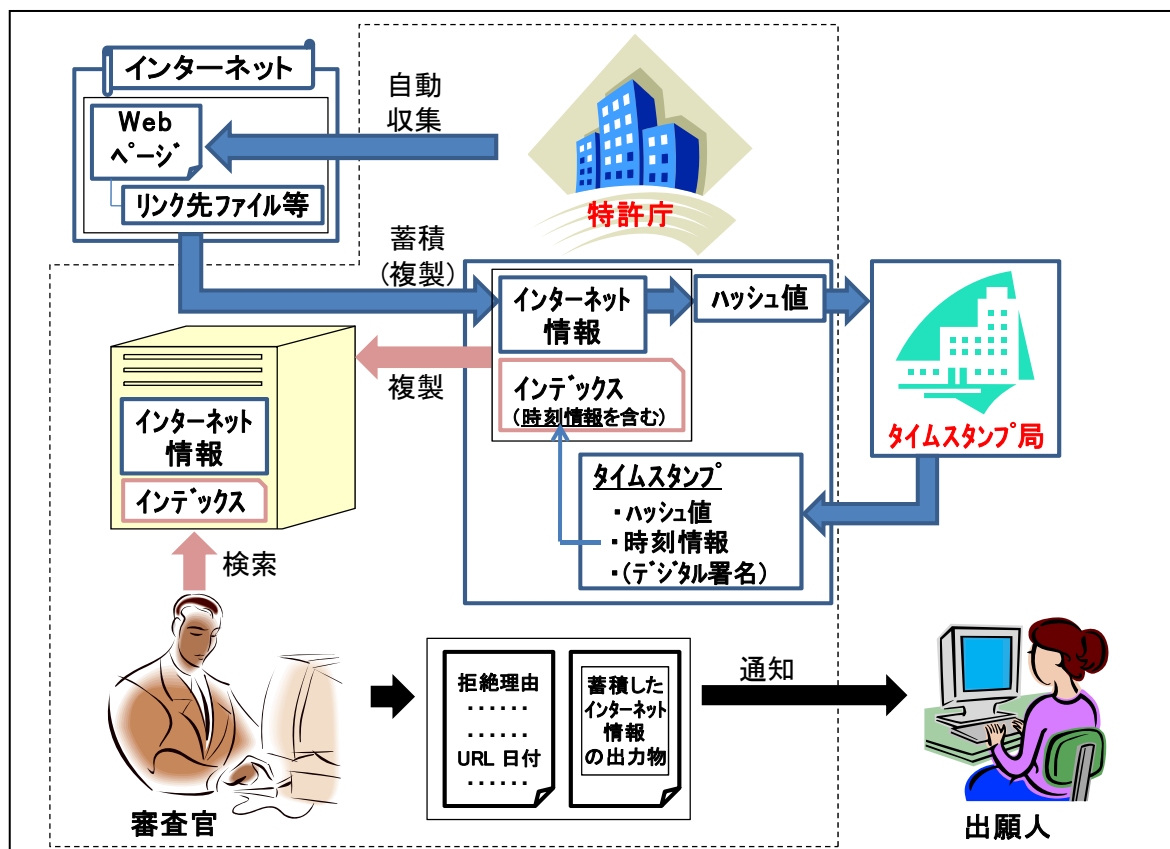 インターネット
Web
ページ
リンク先ファイル等
自動
収集
特許庁
蓄積
(複製)
インターネット
情報
ハッシュ値
インデックス
(時刻情報を含む)
複製
タイムスタンプ局
インターネット
情報
インデックス
タイムスタンプ
・ハッシュ値
・時刻情報
・(デジタル署名)
検索
拒絶理由
......
......
URL 日付
......
蓄積した
インターネット
情報
の出力物
通知
審査官
出願人